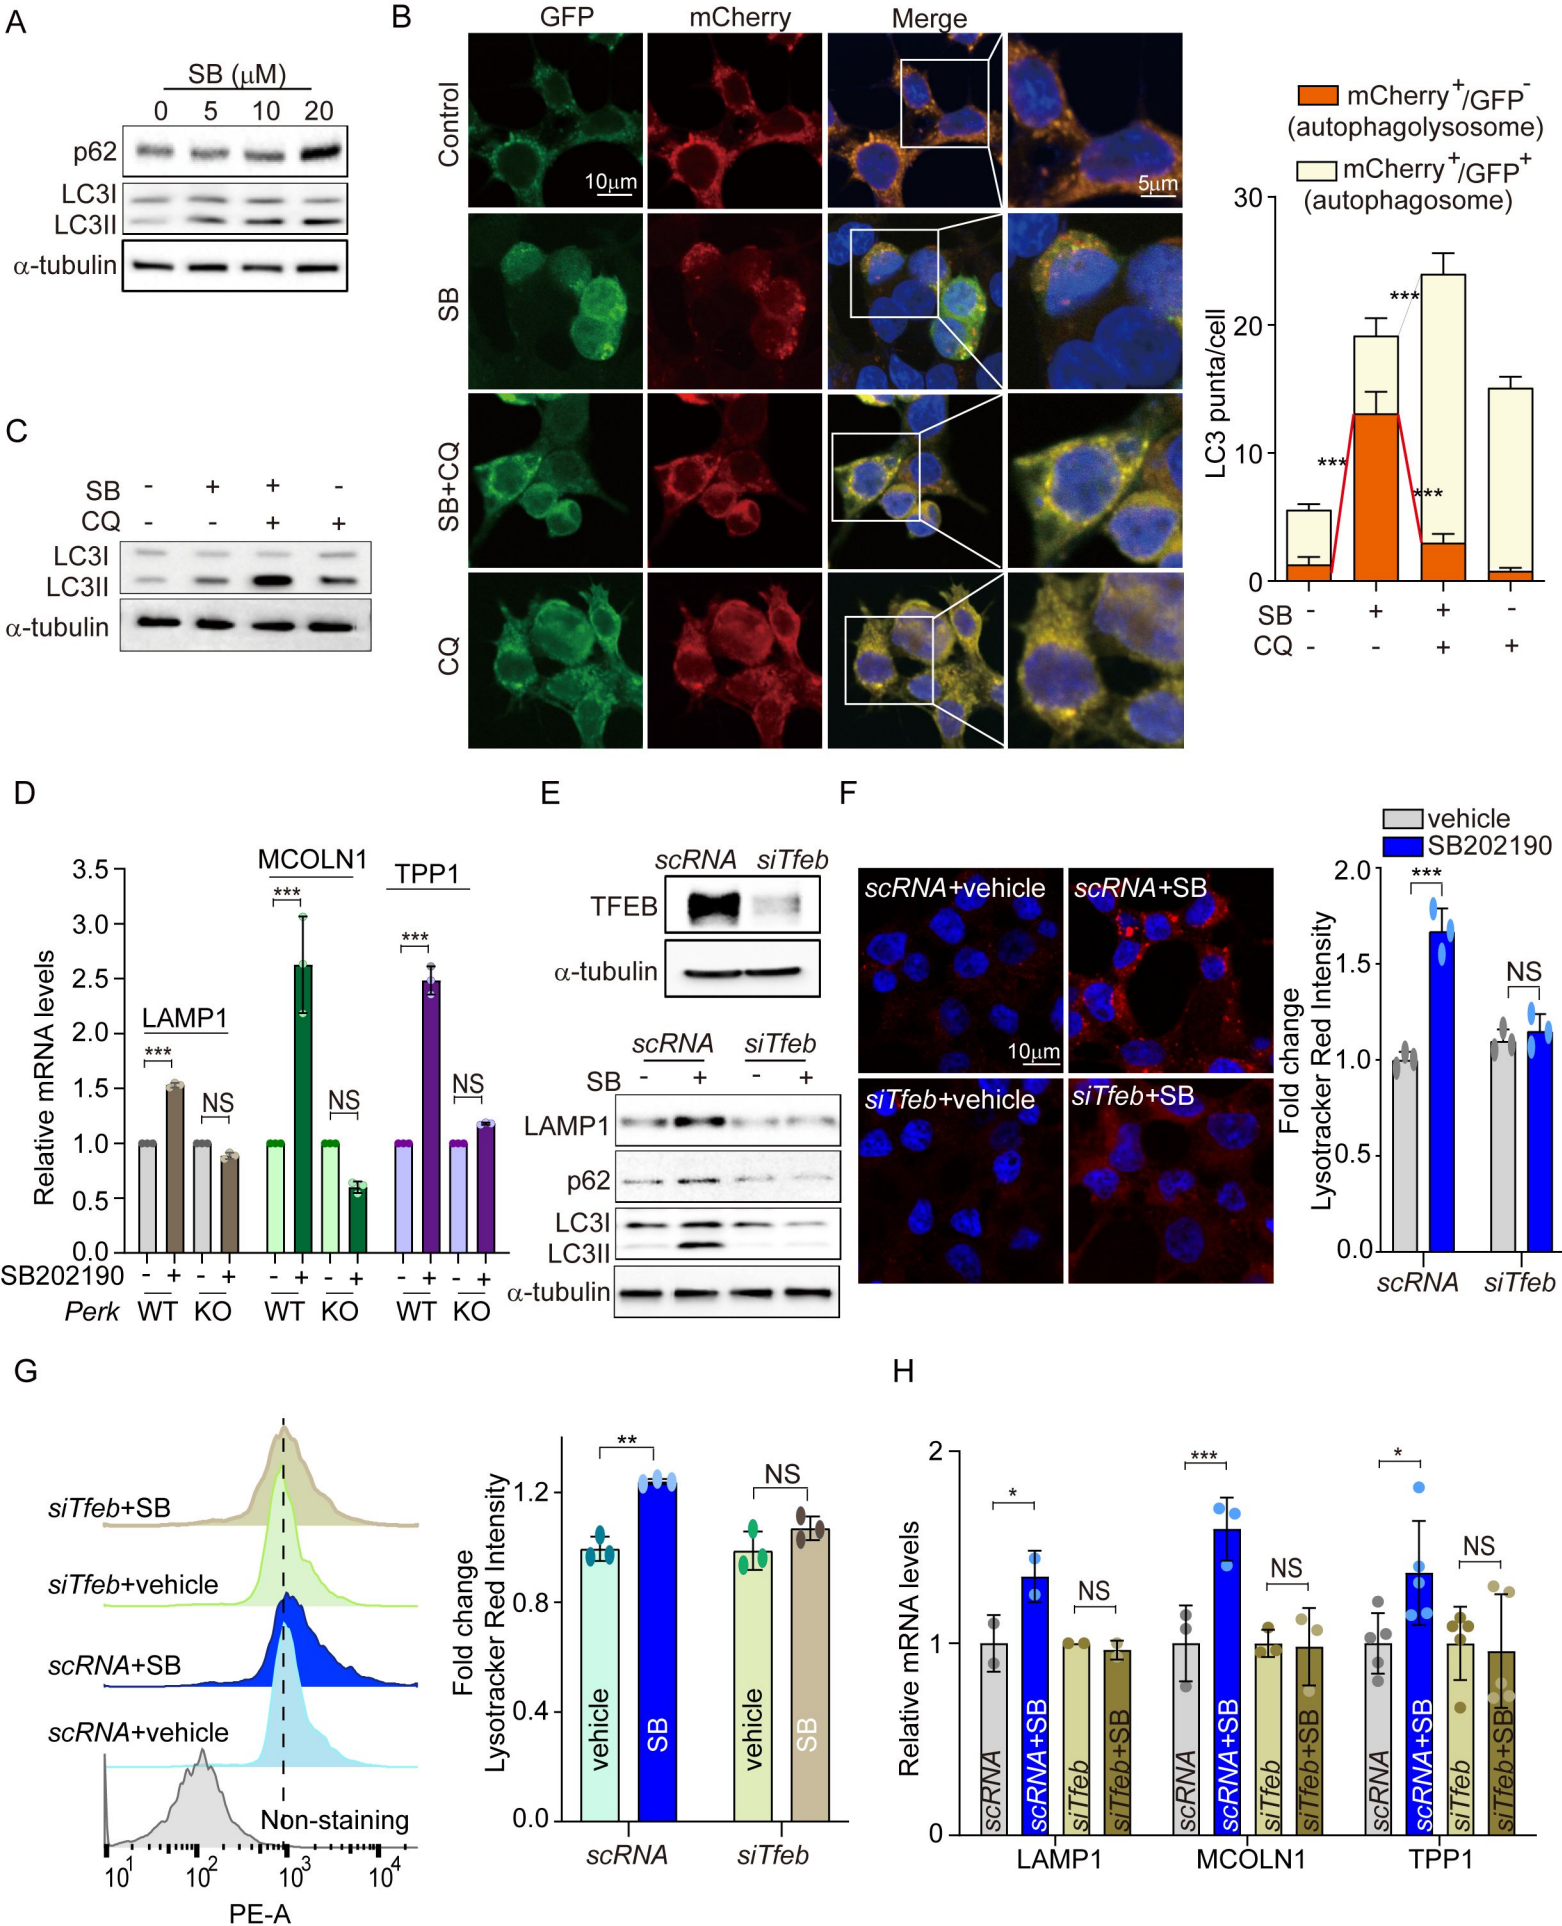 A
SB (μM)
0 5 10 20
p62
LC3I
LC3II
α-tubulin
B
GFP mCherry Merge
Control
10μm
5μm
SB
SB+CQ
CQ
mCherry+/GFP-
(autophagolysosome)
mCherry+/GFP+
(autophagosome)
LC3 punta/cell
30
20
10
0
***
***
***
SB - + + -
CQ - - + +
C
SB - + + -
CQ - - + +
LC3I
LC3II
α-tubulin
D
Relative mRNA levels
3.5
3.0
2.5
2.0
1.5
1.0
0.5
0.0
LAMP1
MCOLN1
TPP1
*** NS
*** NS
*** NS
SB202190 - + - + - + - + - + - +
Perk WT KO WT KO WT KO
E
scRNA siTfeb
TFEB
α-tubulin
scRNA siTfeb
SB - + - +
LAMP1
p62
LC3I
LC3II
α-tubulin
F
scRNA+vehicle
scRNA+SB
10μm
siTfeb+vehicle
siTfeb+SB
vehicle
SB202190
Fold change
Lysotracker Red Intensity
2.0
1.5
1.0
0.5
0.0
***
NS
scRNA siTfeb
G
siTfeb+SB
siTfeb+vehicle
scRNA+SB
scRNA+vehicle
Non-staining
10^1 10^2 10^3 10^4
PE-A
Fold change
Lysotracker Red Intensity
1.2
0.8
0.4
0.0
**
NS
vehicle
SB
vehicle
SB
scRNA siTfeb
H
Relative mRNA levels
2
1
0
*
NS
***
NS
*
NS
scRNA
scRNA+SB
siTfeb
siTfeb+SB
scRNA
scRNA+SB
siTfeb
siTfeb+SB
scRNA
scRNA+SB
siTfeb
siTfeb+SB
LAMP1 MCOLN1 TPP1